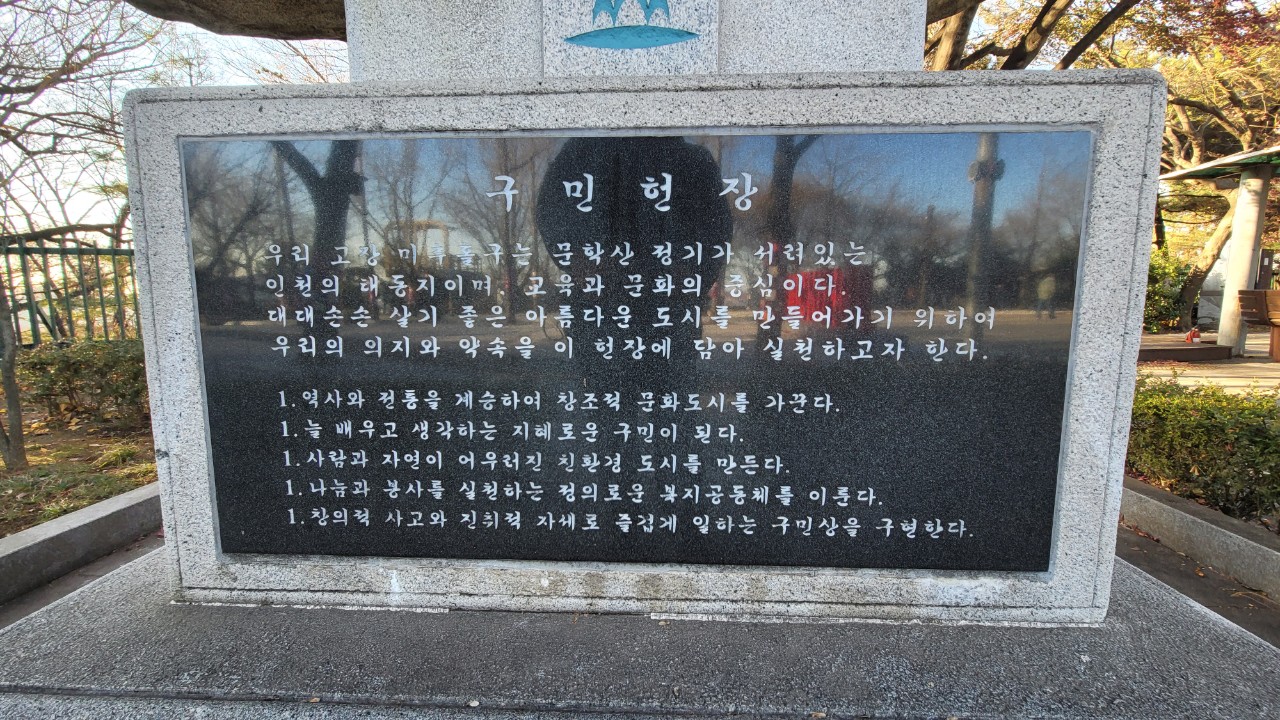 구 민 헌 장
우리 고장 미추홀구는 문학산 정기가 서려있는
인천의 태동지이며, 교육과 문화의 중심이다.
대대손손 살기 좋은 아름다운 도시를 만들어가기 위하여
우리의 의지와 약속을 이 헌장에 담아 실천하고자 한다.
1. 역사와 전통을 계승하여 창조적 문화도시를 가꾼다.
1. 늘 배우고 생각하는 지혜로운 구민이 된다.
1. 사람과 자연이 어우러진 친환경 도시를 만든다.
1. 나눔과 봉사를 실천하는 정의로운 복지공동체를 이룬다.
1. 창의적 사고와 진취적 자세로 즐겁게 일하는 구민상을 구현한다.